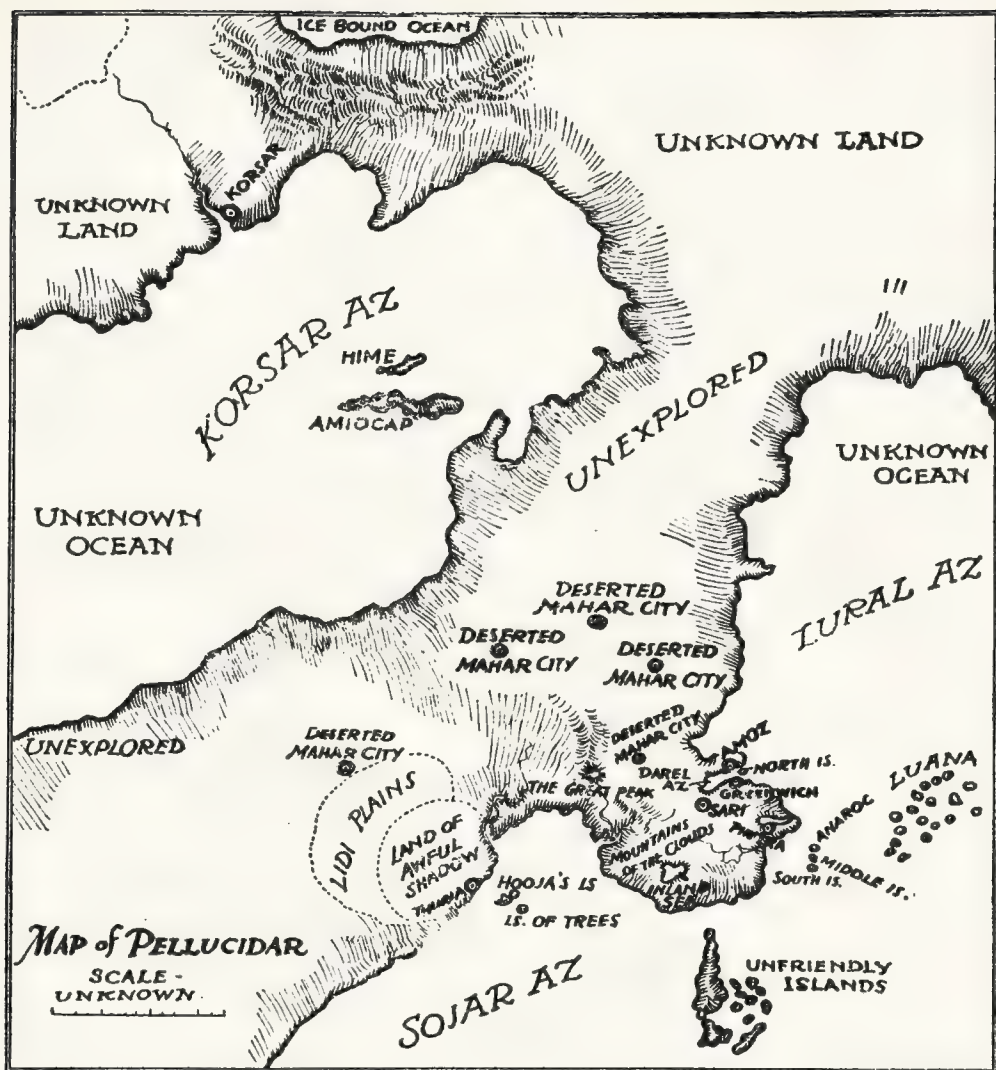 ICE BOUND OCEAN
UNKNOWN LAND
KORSAR
UNKNOWN
LAND
KORSAR AZ
HIME
AMIOCAP
UNEXPLORED
UNKNOWN
OCEAN
UNKNOWN
OCEAN
LURAL AZ
DESERTED
MAHAR CITY
DESERTED
MAHAR CITY
DESERTED
MAHAR CITY
UNEXPLORED
DESERTED
MAHAR CITY
DESERTED
MAHAR CITY
AMOZ
NORTH IS.
DAREL
AZ
GREENWICH
THE GREAT PEAK
SARI
LUANA
LIDI PLAINS
LAND OF
AWFUL
SHADOW
THURIA
MOUNTAINS
OF THE CLOUDS
PHUTRA
ANAROC
MIDDLE IS.
SOUTH IS.
INLAND
SEA
HOOJA'S IS
IS. OF TREES
MAP of PELLUCIDAR
SCALE -
UNKNOWN.
SOJAR AZ
UNFRIENDLY
ISLANDS